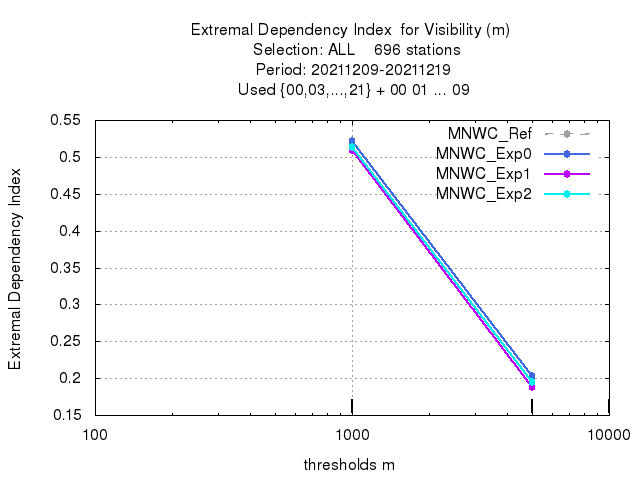 Extremal Dependency Index  for Visibility (m)
Selection: ALL    696 stations
Period: 20211209-20211219
Used {00,03,...,21} + 00 01 ... 09
0.55
0.5
0.45
0.4
0.35
0.3
0.25
0.2
0.15
Extremal Dependency Index
MNWC_Ref
MNWC_Exp0
MNWC_Exp1
MNWC_Exp2
100
1000
10000
thresholds m